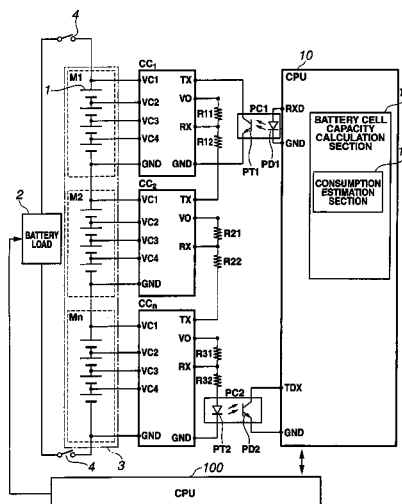 4
10
CC1
CPU
M1
1
VC1
TX
VO
VC2
R11
PC1
RXD
VC3
RX
R12
VC4
GND
GND
PT1
PD1
GND
BATTERY CELL
CAPACITY
CALCULATION
SECTION
CONSUMPTION
ESTIMATION
SECTION
2
BATTERY
LOAD
M2
CC2
VC1
TX
VO
VC2
R21
VC3
RX
R22
VC4
GND
Mn
CCn
VC1
TX
VO
VC2
R31
VC3
RX
R32
VC4
PC2
TDX
GND
GND
PT2
PD2
GND
4
3
100
CPU